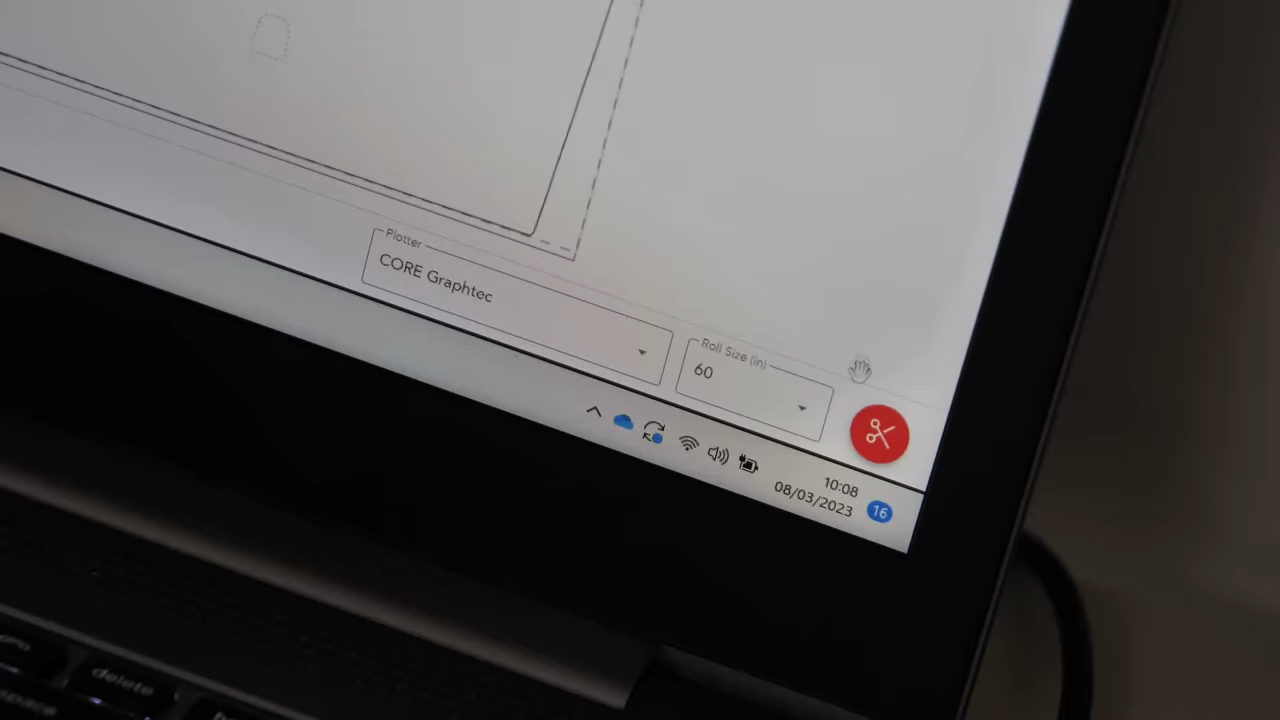 Plotter
CORE Graphtec
Roll Size (in)
60
10:08
08/03/2023
16
delete